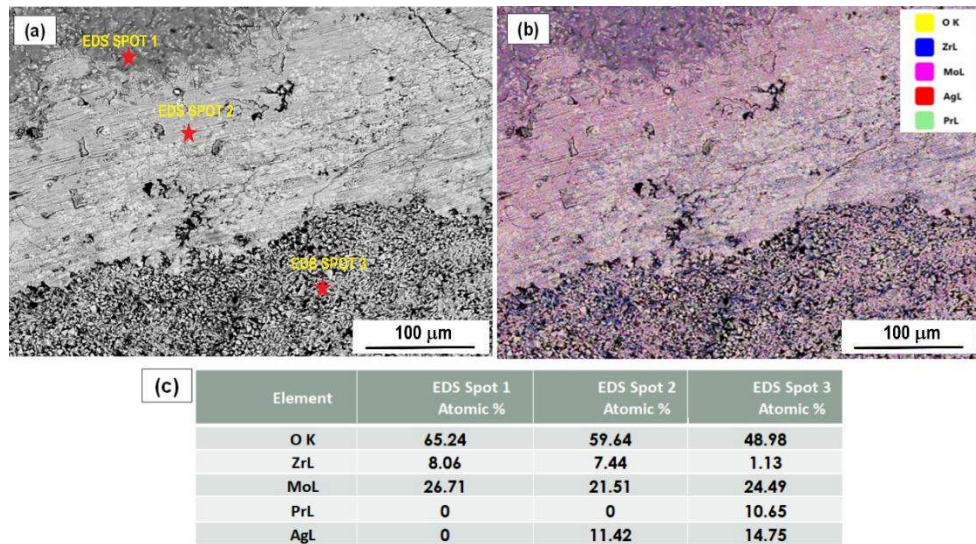 (a)
EDS SPOT 1
EDS SPOT 2
EDS SPOT 3
100 µm
(b)
O K
ZrL
MoL
AgL
PrL
100 µm
(c)
Element EDS Spot 1 Atomic % EDS Spot 2 Atomic % EDS Spot 3 Atomic %
O K 65.24 59.64 48.98
ZrL 8.06 7.44 1.13
MoL 26.71 21.51 24.49
PrL 0 0 10.65
AgL 0 11.42 14.75